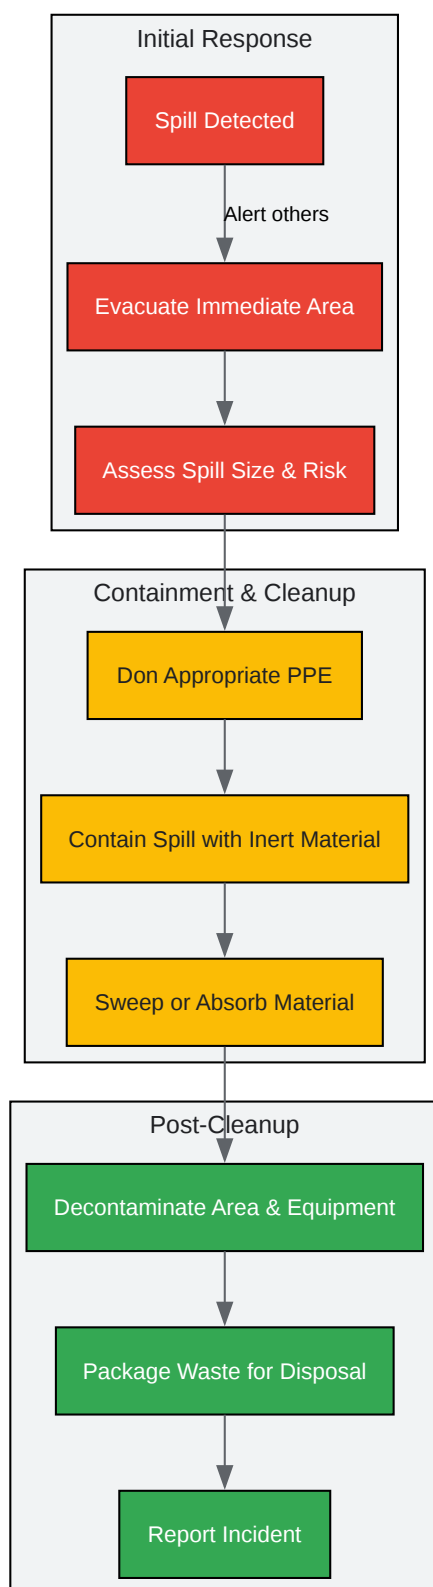 Initial Response
Spill Detected
Alert others
Evacuate Immediate Area
Assess Spill Size & Risk
Containment & Cleanup
Don Appropriate PPE
Contain Spill with Inert Material
Sweep or Absorb Material
Post-Cleanup
Decontaminate Area & Equipment
Package Waste for Disposal
Report Incident